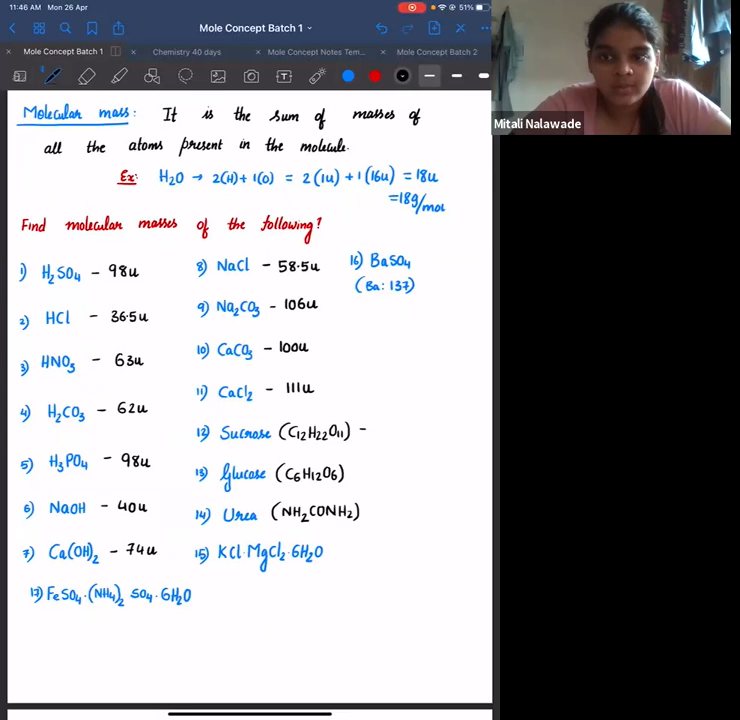 11:46 AM Mon 26 Apr
51%
Mole Concept Batch 1
Mole Concept Batch 1
Chemistry 40 days
Mole Concept Notes Tem...
Mole Concept Batch 2
Mitali Nalawade
Molecular mass: It is the sum of masses of
all the atoms present in the molecule.
Ex: H₂O → 2(H) + 1(O) = 2(1u) + 1(16u) = 18u
= 18g/mol
Find molecular masses of the following?
1) H₂SO₄ - 98u
2) HCl - 36.5u
3) HNO₃ - 63u
4) H₂CO₃ - 62u
5) H₃PO₄ - 98u
6) NaOH - 40u
7) Ca(OH)₂ - 74u
8) NaCl - 58.5u
9) Na₂CO₃ - 106u
10) CaCO₃ - 100u
11) CaCl₂ - 111u
12) Sucrose (C₁₂H₂₂O₁₁) -
13) Glucose (C₆H₁₂O₆)
14) Urea (NH₂CONH₂)
15) KCl·MgCl₂·6H₂O
16) BaSO₄
(Ba: 137)
17) FeSO₄·(NH₄)₂ SO₄·6H₂O